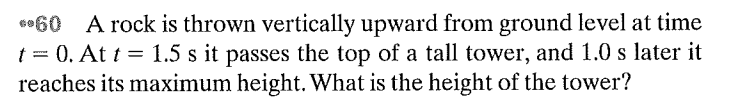 ••60 A rock is thrown vertically upward from ground level at time
t = 0. At t = 1.5 s it passes the top of a tall tower, and 1.0 s later it
reaches its maximum height. What is the height of the tower?